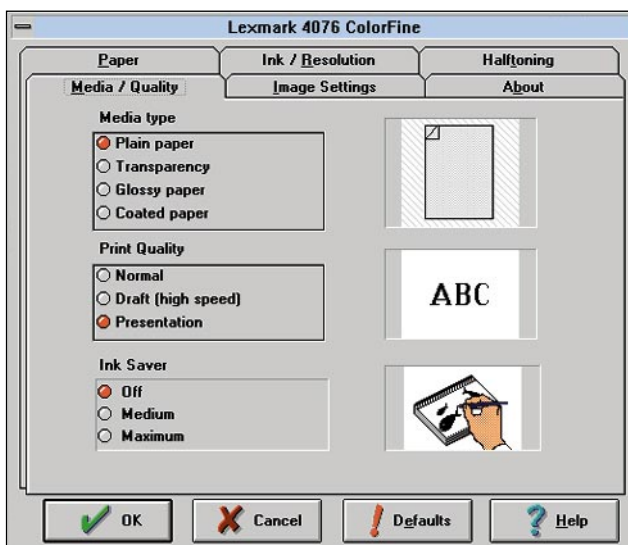 Lexmark 4076 ColorFine
Paper Ink / Resolution Halftoning
Media / Quality Image Settings About
Media type
Plain paper
Transparency
Glossy paper
Coated paper
Print Quality
Normal
Draft (high speed)
Presentation
ABC
Ink Saver
Off
Medium
Maximum
OK Cancel Defaults Help